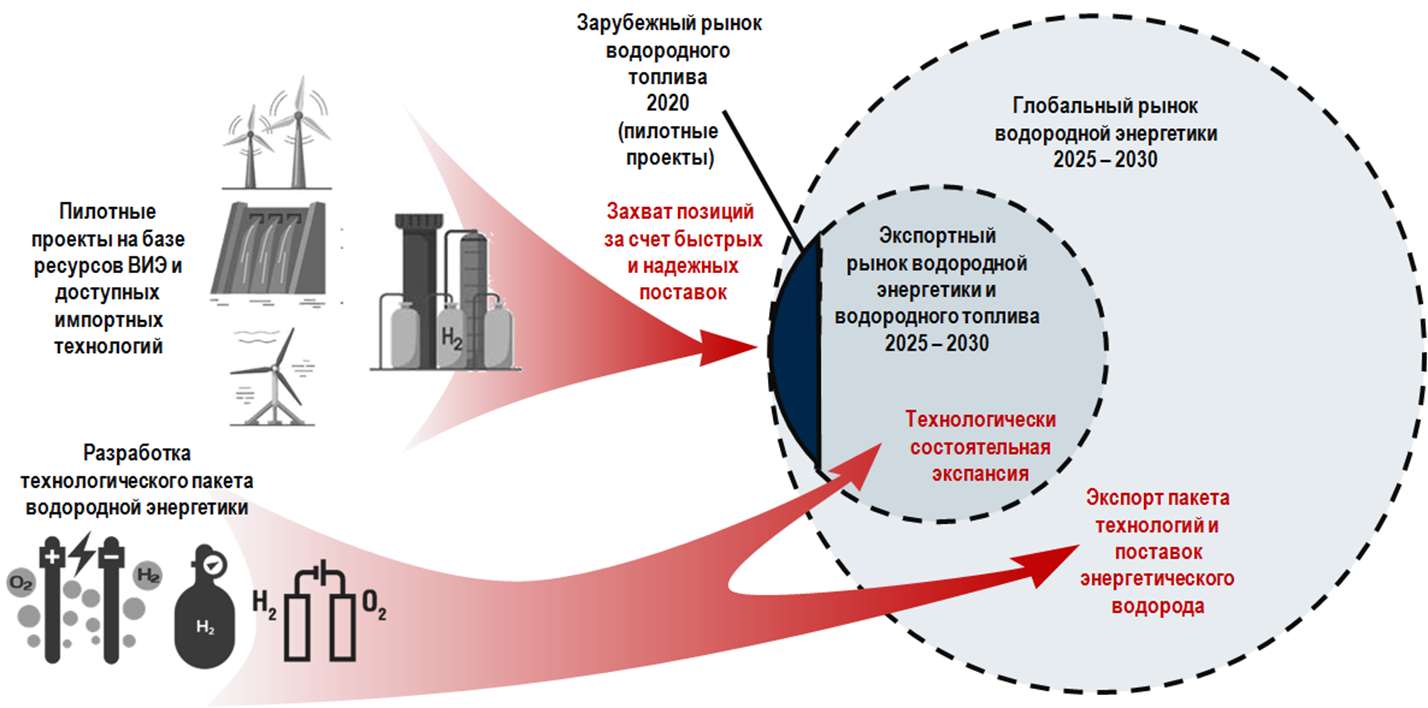 Зарубежный рынок
водородного
топлива
2020
(пилотные
проекты)
Глобальный рынок
водородной энергетики
2025 – 2030
Пилотные
проекты на базе
ресурсов ВИЭ и
доступных
импортных
технологий
H2
Захват позиций
за счет быстрых
и надежных
поставок
Экспортный
рынок водородной
энергетики и
водородного топлива
2025 – 2030
Технологически
состоятельная
экспансия
Экспорт пакета
технологий и
поставок
энергетического
водорода
Разработка
технологического пакета
водородной энергетики
+ –
O2
H2
H2
H2
O2